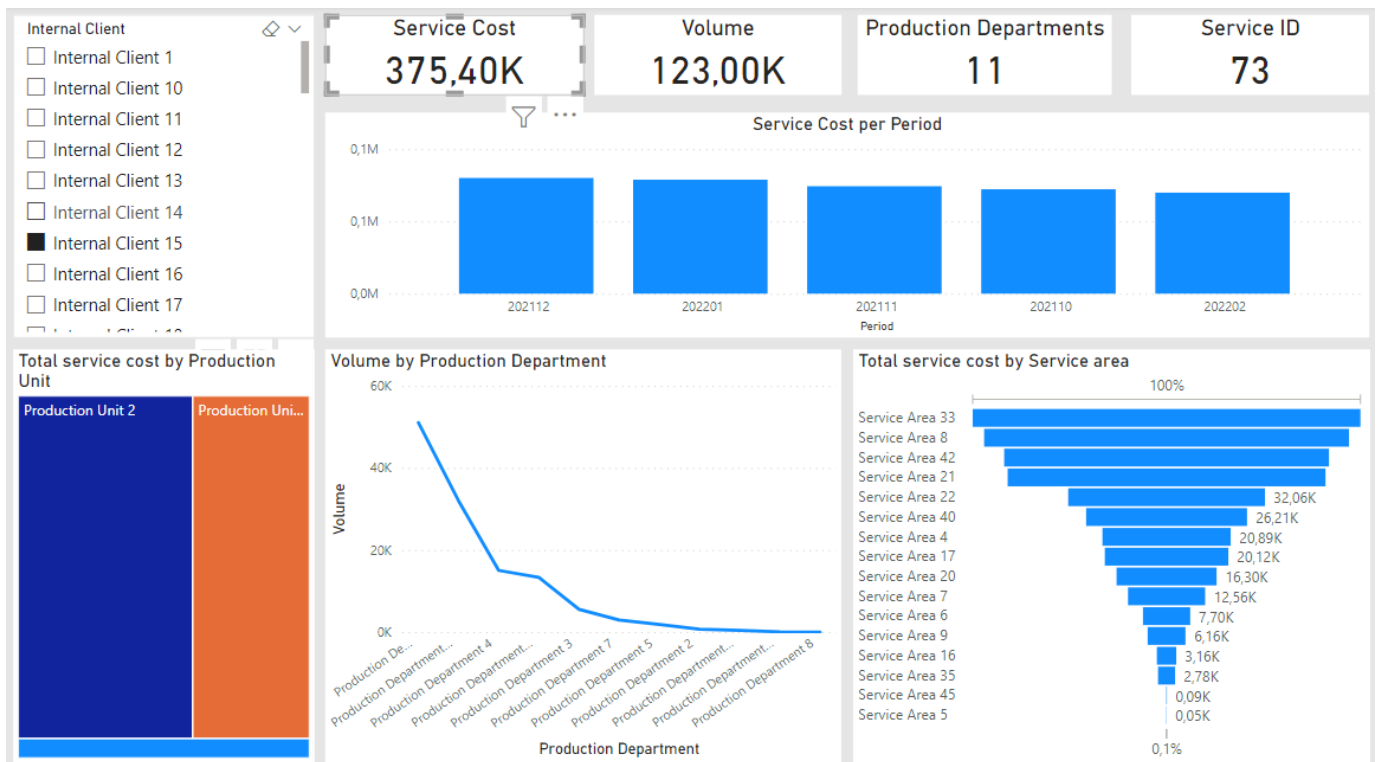 Internal Client
Internal Client 1
Internal Client 10
Internal Client 11
Internal Client 12
Internal Client 13
Internal Client 14
Internal Client 15
Internal Client 16
Internal Client 17
Service Cost
375,40K
Volume
123,00K
Production Departments
11
Service ID
73
Service Cost per Period
0,1M
0,1M
0,0M
202112
202201
202111
202110
202202
Period
Total service cost by Production
Unit
Production Unit 2
Production Uni...
Volume by Production Department
60K
40K
20K
0K
Volume
Production De...
Production Department...
Production Department 4
Production Department...
Production Department 3
Production Department 7
Production Department 5
Production Department 2
Production Department...
Production Department...
Production Department 8
Production Department
Total service cost by Service area
100%
Service Area 33
Service Area 8
Service Area 42
Service Area 21
Service Area 22 32,06K
Service Area 40 26,21K
Service Area 4 20,89K
Service Area 17 20,12K
Service Area 20 16,30K
Service Area 7 12,56K
Service Area 6 7,70K
Service Area 9 6,16K
Service Area 16 3,16K
Service Area 35 2,78K
Service Area 45 0,09K
Service Area 5 0,05K
0,1%